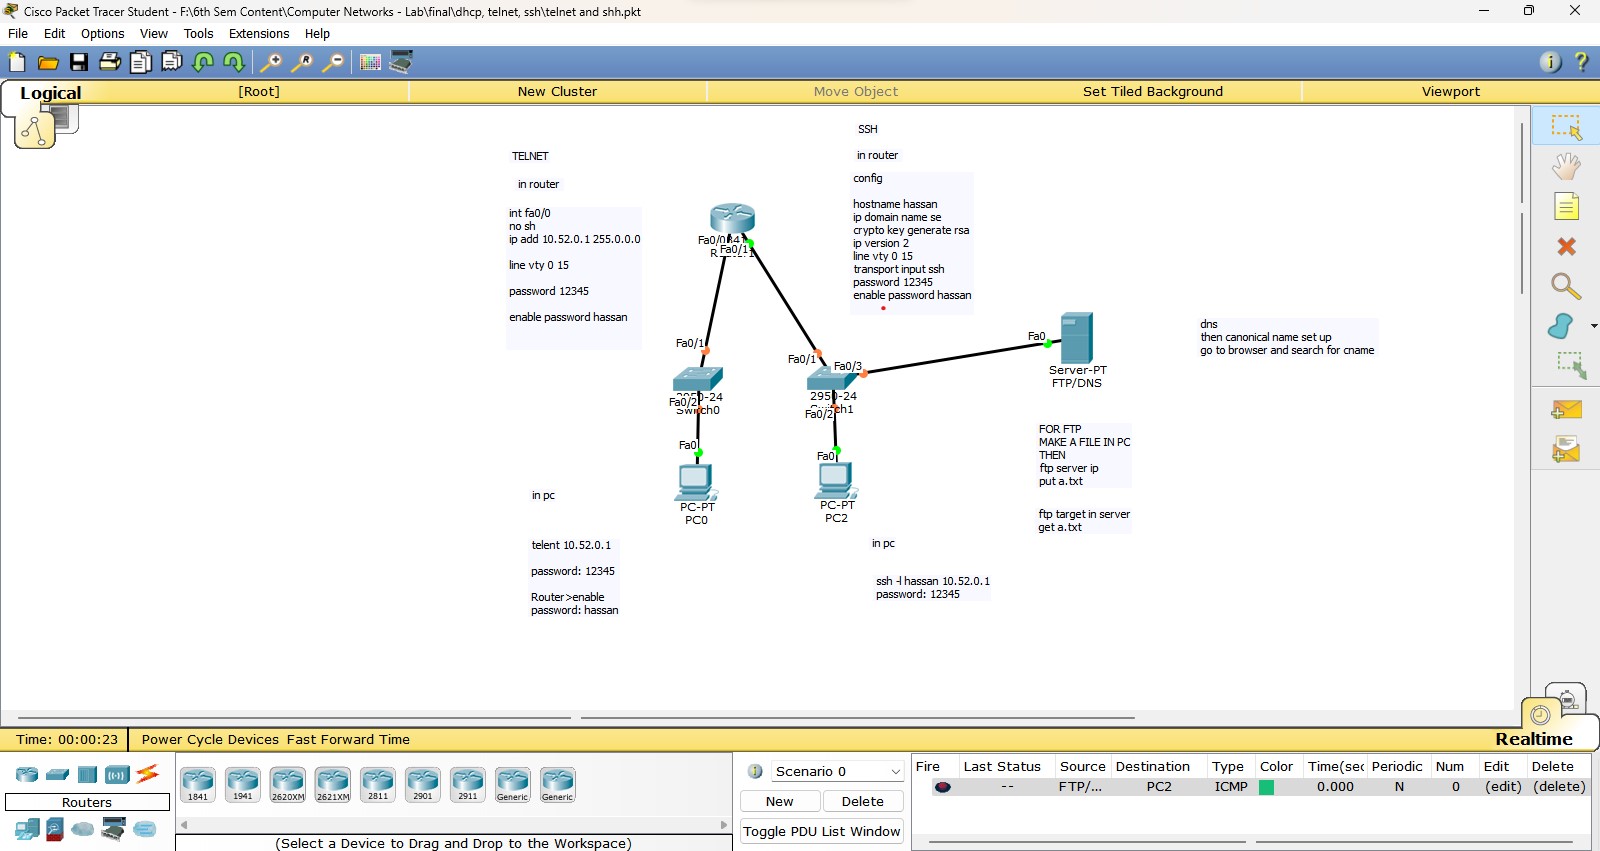 Cisco Packet Tracer Student - F:\6th Sem Content\Computer Networks - Lab\final\dhcp, telnet, ssh\telnet and shh.pkt
File Edit Options View Tools Extensions Help
Logical [Root] New Cluster Move Object Set Tiled Background Viewport
SSH
in router
config
hostname hassan
ip domain name se
crypto key generate rsa
ip version 2
line vty 0 15
transport input ssh
password 12345
enable password hassan
TELNET
in router
int fa0/0
no sh
ip add 10.52.0.1 255.0.0.0
line vty 0 15
password 12345
enable password hassan
Fa0/0
Fa0/1
Fa0/1
2950-24
Switch0
Fa0/2
Fa0
PC-PT
PC0
Fa0/1
Fa0/3
2950-24
Switch1
Fa0/2
Fa0
PC-PT
PC2
Fa0
Server-PT
FTP/DNS
dns
then canonical name set up
go to browser and search for cname
FOR FTP
MAKE A FILE IN PC
THEN
ftp server ip
put a.txt
ftp target in server
get a.txt
in pc
telent 10.52.0.1
password: 12345
Router>enable
password: hassan
in pc
ssh -l hassan 10.52.0.1
password: 12345
Time: 00:00:23 Power Cycle Devices Fast Forward Time Realtime
Routers
1841 1941 2620XM 2621XM 2811 2901 2911 Generic Generic
(Select a Device to Drag and Drop to the Workspace)
Scenario 0
New Delete
Toggle PDU List Window
Fire Last Status Source Destination Type Color Time(sec Periodic Num Edit Delete
-- FTP/... PC2 ICMP 0.000 N 0 (edit) (delete)